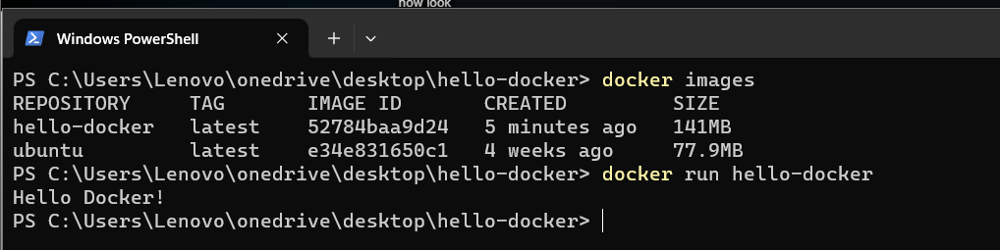 now look
Windows PowerShell
PS C:\Users\Lenovo\onedrive\desktop\hello-docker> docker images
REPOSITORY     TAG       IMAGE ID       CREATED         SIZE
hello-docker   latest    52784baa9d24   5 minutes ago   141MB
ubuntu         latest    e34e831650c1   4 weeks ago     77.9MB
PS C:\Users\Lenovo\onedrive\desktop\hello-docker> docker run hello-docker
Hello Docker!
PS C:\Users\Lenovo\onedrive\desktop\hello-docker>